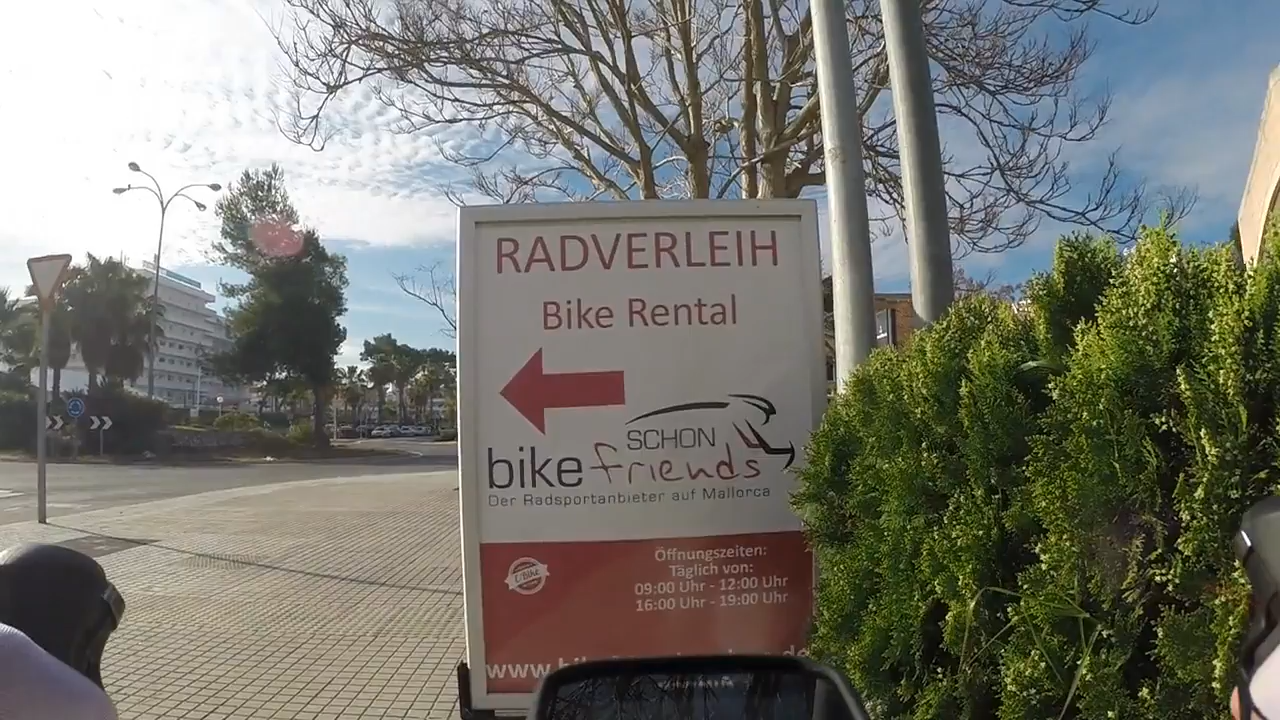 RADVERLEIH
Bike Rental
SCHON
bike friends
Der Radsportanbieter auf Mallorca
Öffnungszeiten:
Täglich von:
09:00 Uhr - 12:00 Uhr
16:00 Uhr - 19:00 Uhr
E-Bike